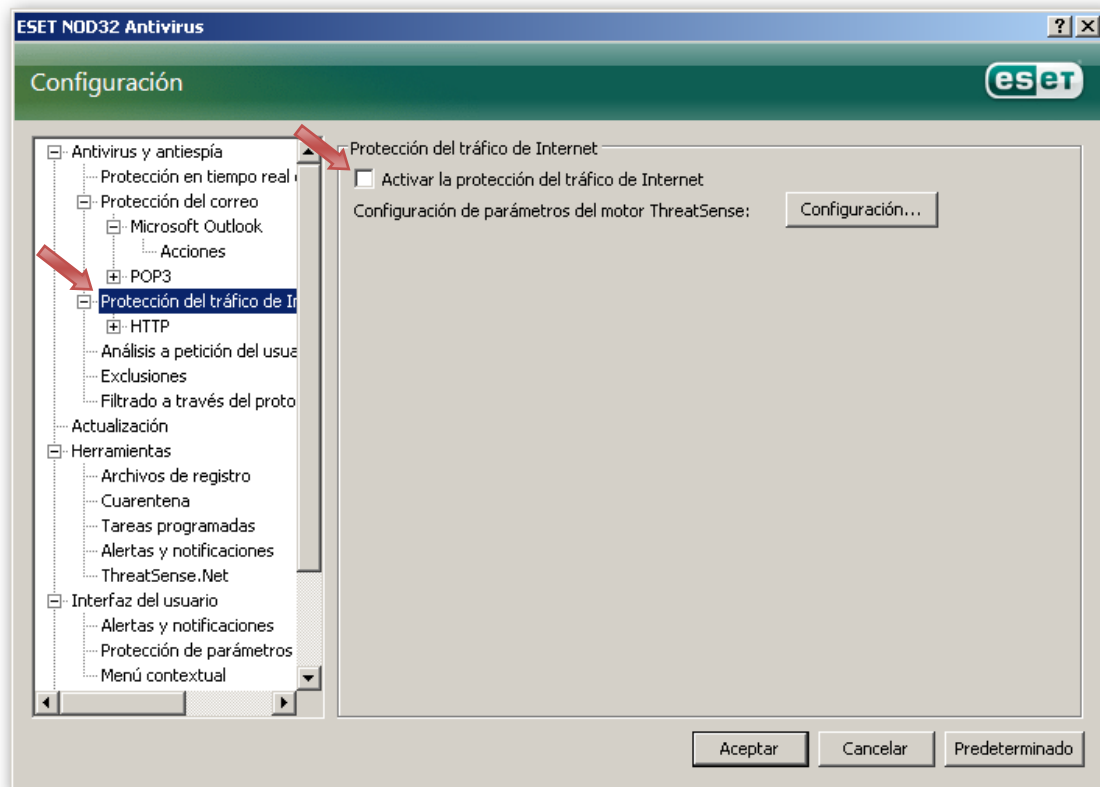 ESET NOD32 Antivirus
Configuración
eset
Antivirus y antiespía
Protección en tiempo real
Protección del correo
Microsoft Outlook
Acciones
POP3
Protección del tráfico de In
HTTP
Análisis a petición del usua
Exclusiones
Filtrado a través del proto
Actualización
Herramientas
Archivos de registro
Cuarentena
Tareas programadas
Alertas y notificaciones
ThreatSense.Net
Interfaz del usuario
Alertas y notificaciones
Protección de parámetros
Menú contextual
Protección del tráfico de Internet
Activar la protección del tráfico de Internet
Configuración de parámetros del motor ThreatSense: Configuración...
Aceptar Cancelar Predeterminado